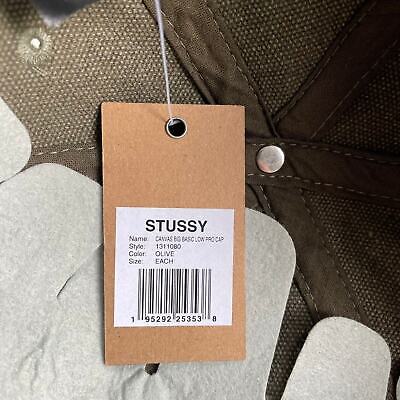 STUSSY
Name: CANVAS BIG BASIC LOW PRO CAP
Style: 1311080
Color: OLIVE
Size: EACH
1 95292 25353 8